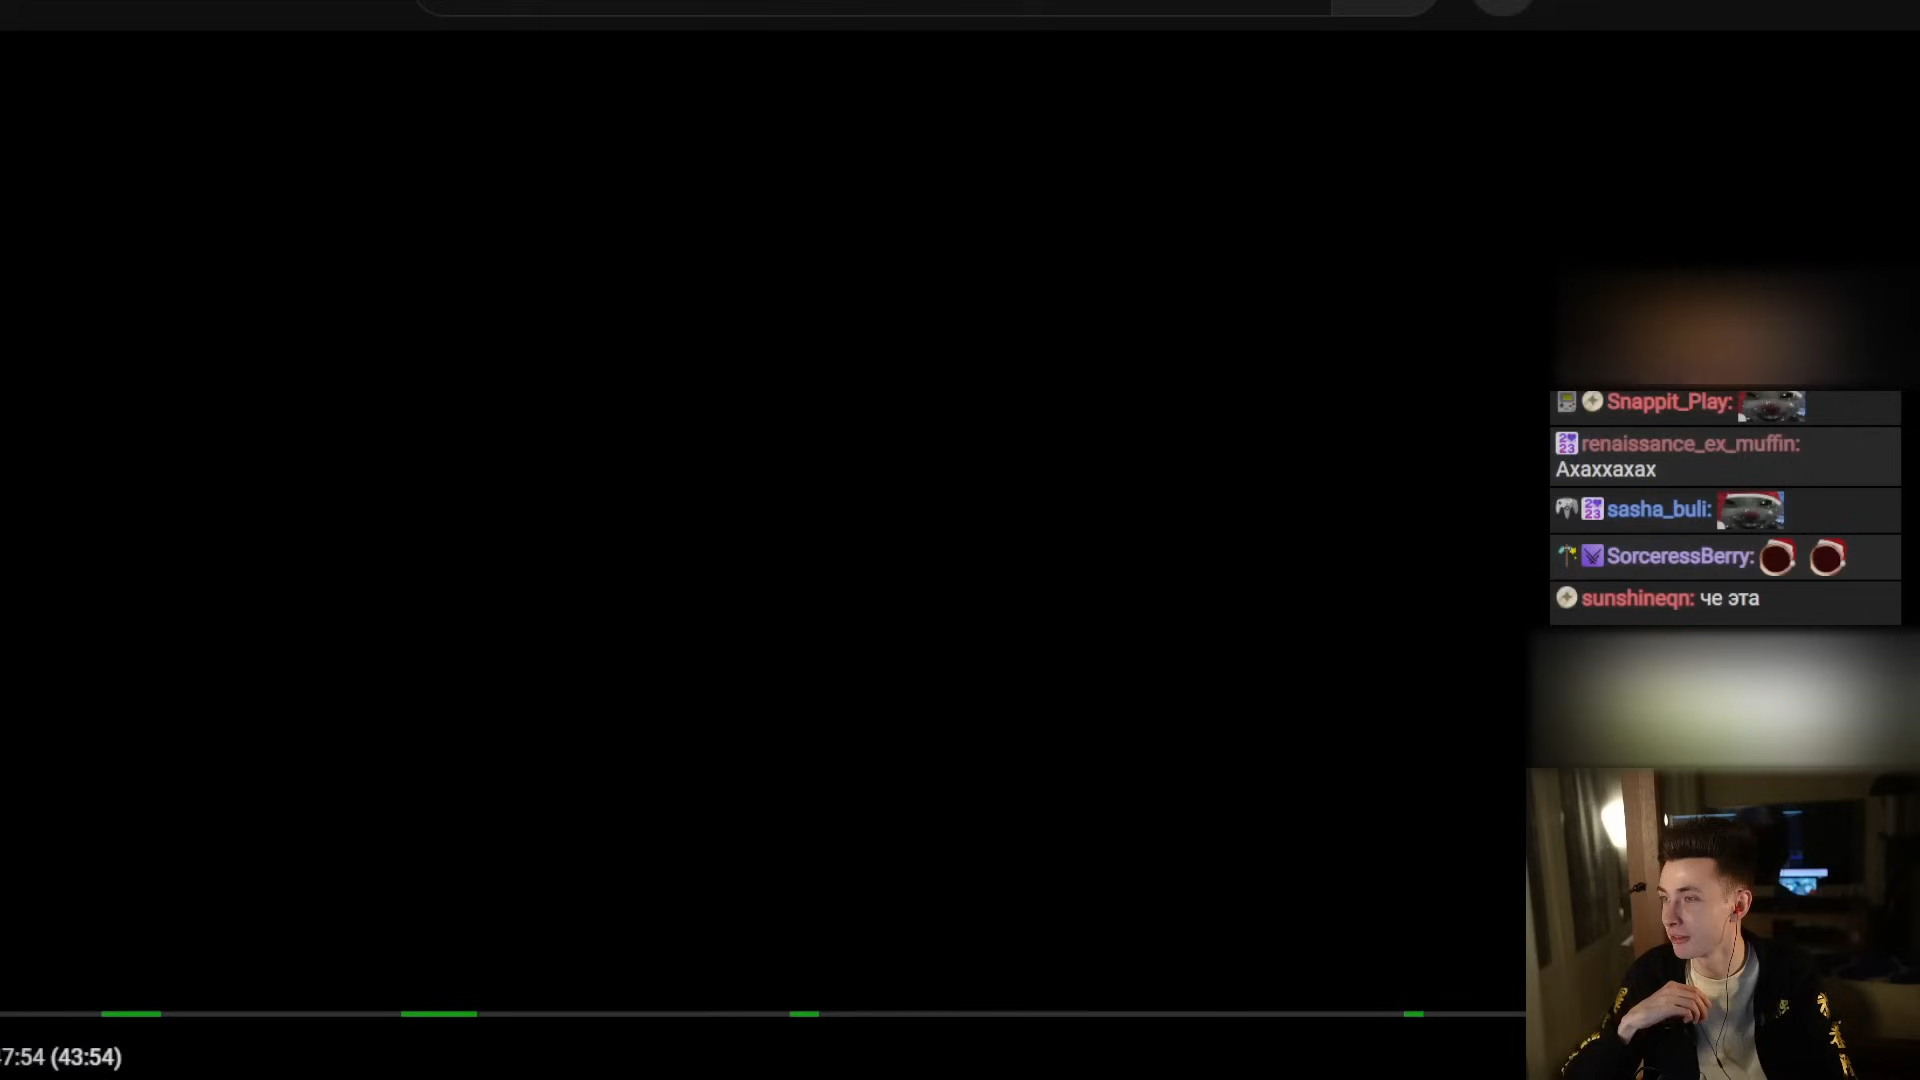 Snappit_Play:
renaissance_ex_muffin:
Ахаххахах
sasha_buli:
SorceressBerry:
sunshineqn: че эта
7:54 (43:54)